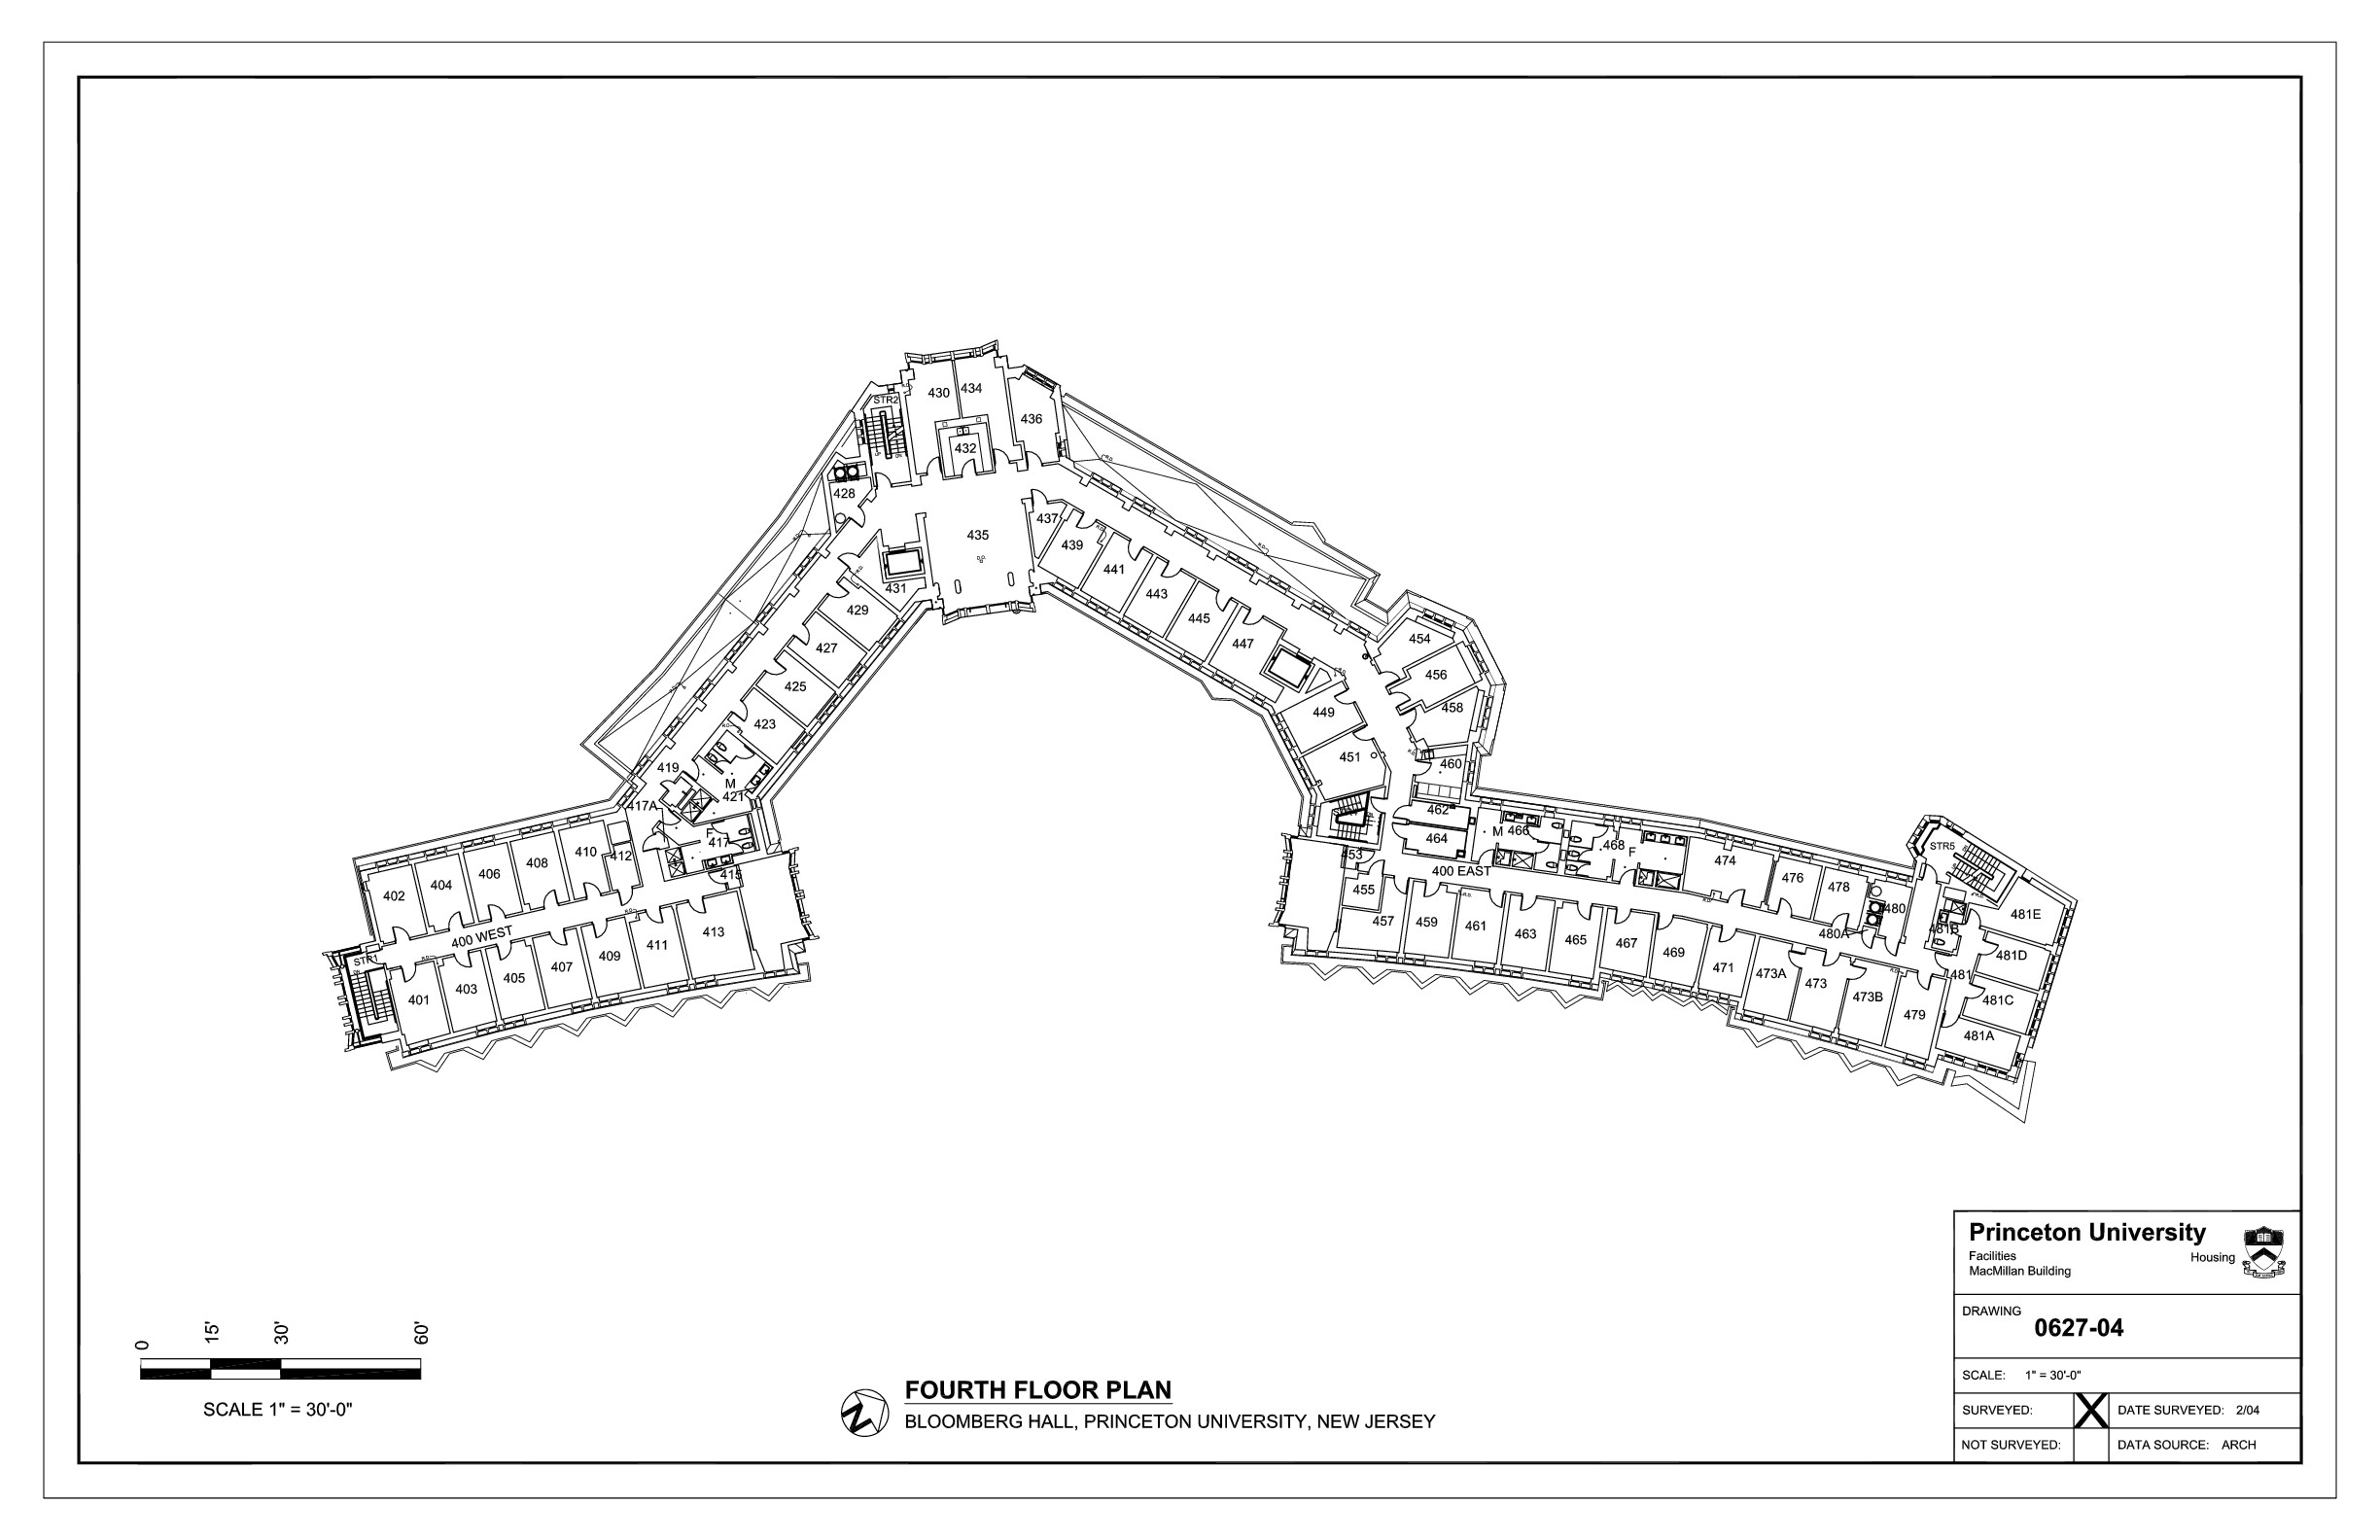 430
434
STR2
436
432
428
437
435
439
441
431
443
429
445
427
447
454
425
456
423
449
458
451
460
419
M
421
417A
462
F
417
464
M
466
468
F
STR5
410
412
408
406
404
402
415
453
400 EAST
474
476
478
455
480
481E
457
459
461
463
465
467
469
471
480A
481B
400 WEST
413
411
409
407
405
403
401
STR1
473A
473
473B
479
481
481D
481C
481A
Princeton University
Facilities
Housing
MacMillan Building
DRAWING
0627-04
SCALE: 1" = 30'-0"
SURVEYED: X DATE SURVEYED: 2/04
NOT SURVEYED: DATA SOURCE: ARCH
0 15' 30' 60'
SCALE 1" = 30'-0"
N
FOURTH FLOOR PLAN
BLOOMBERG HALL, PRINCETON UNIVERSITY, NEW JERSEY